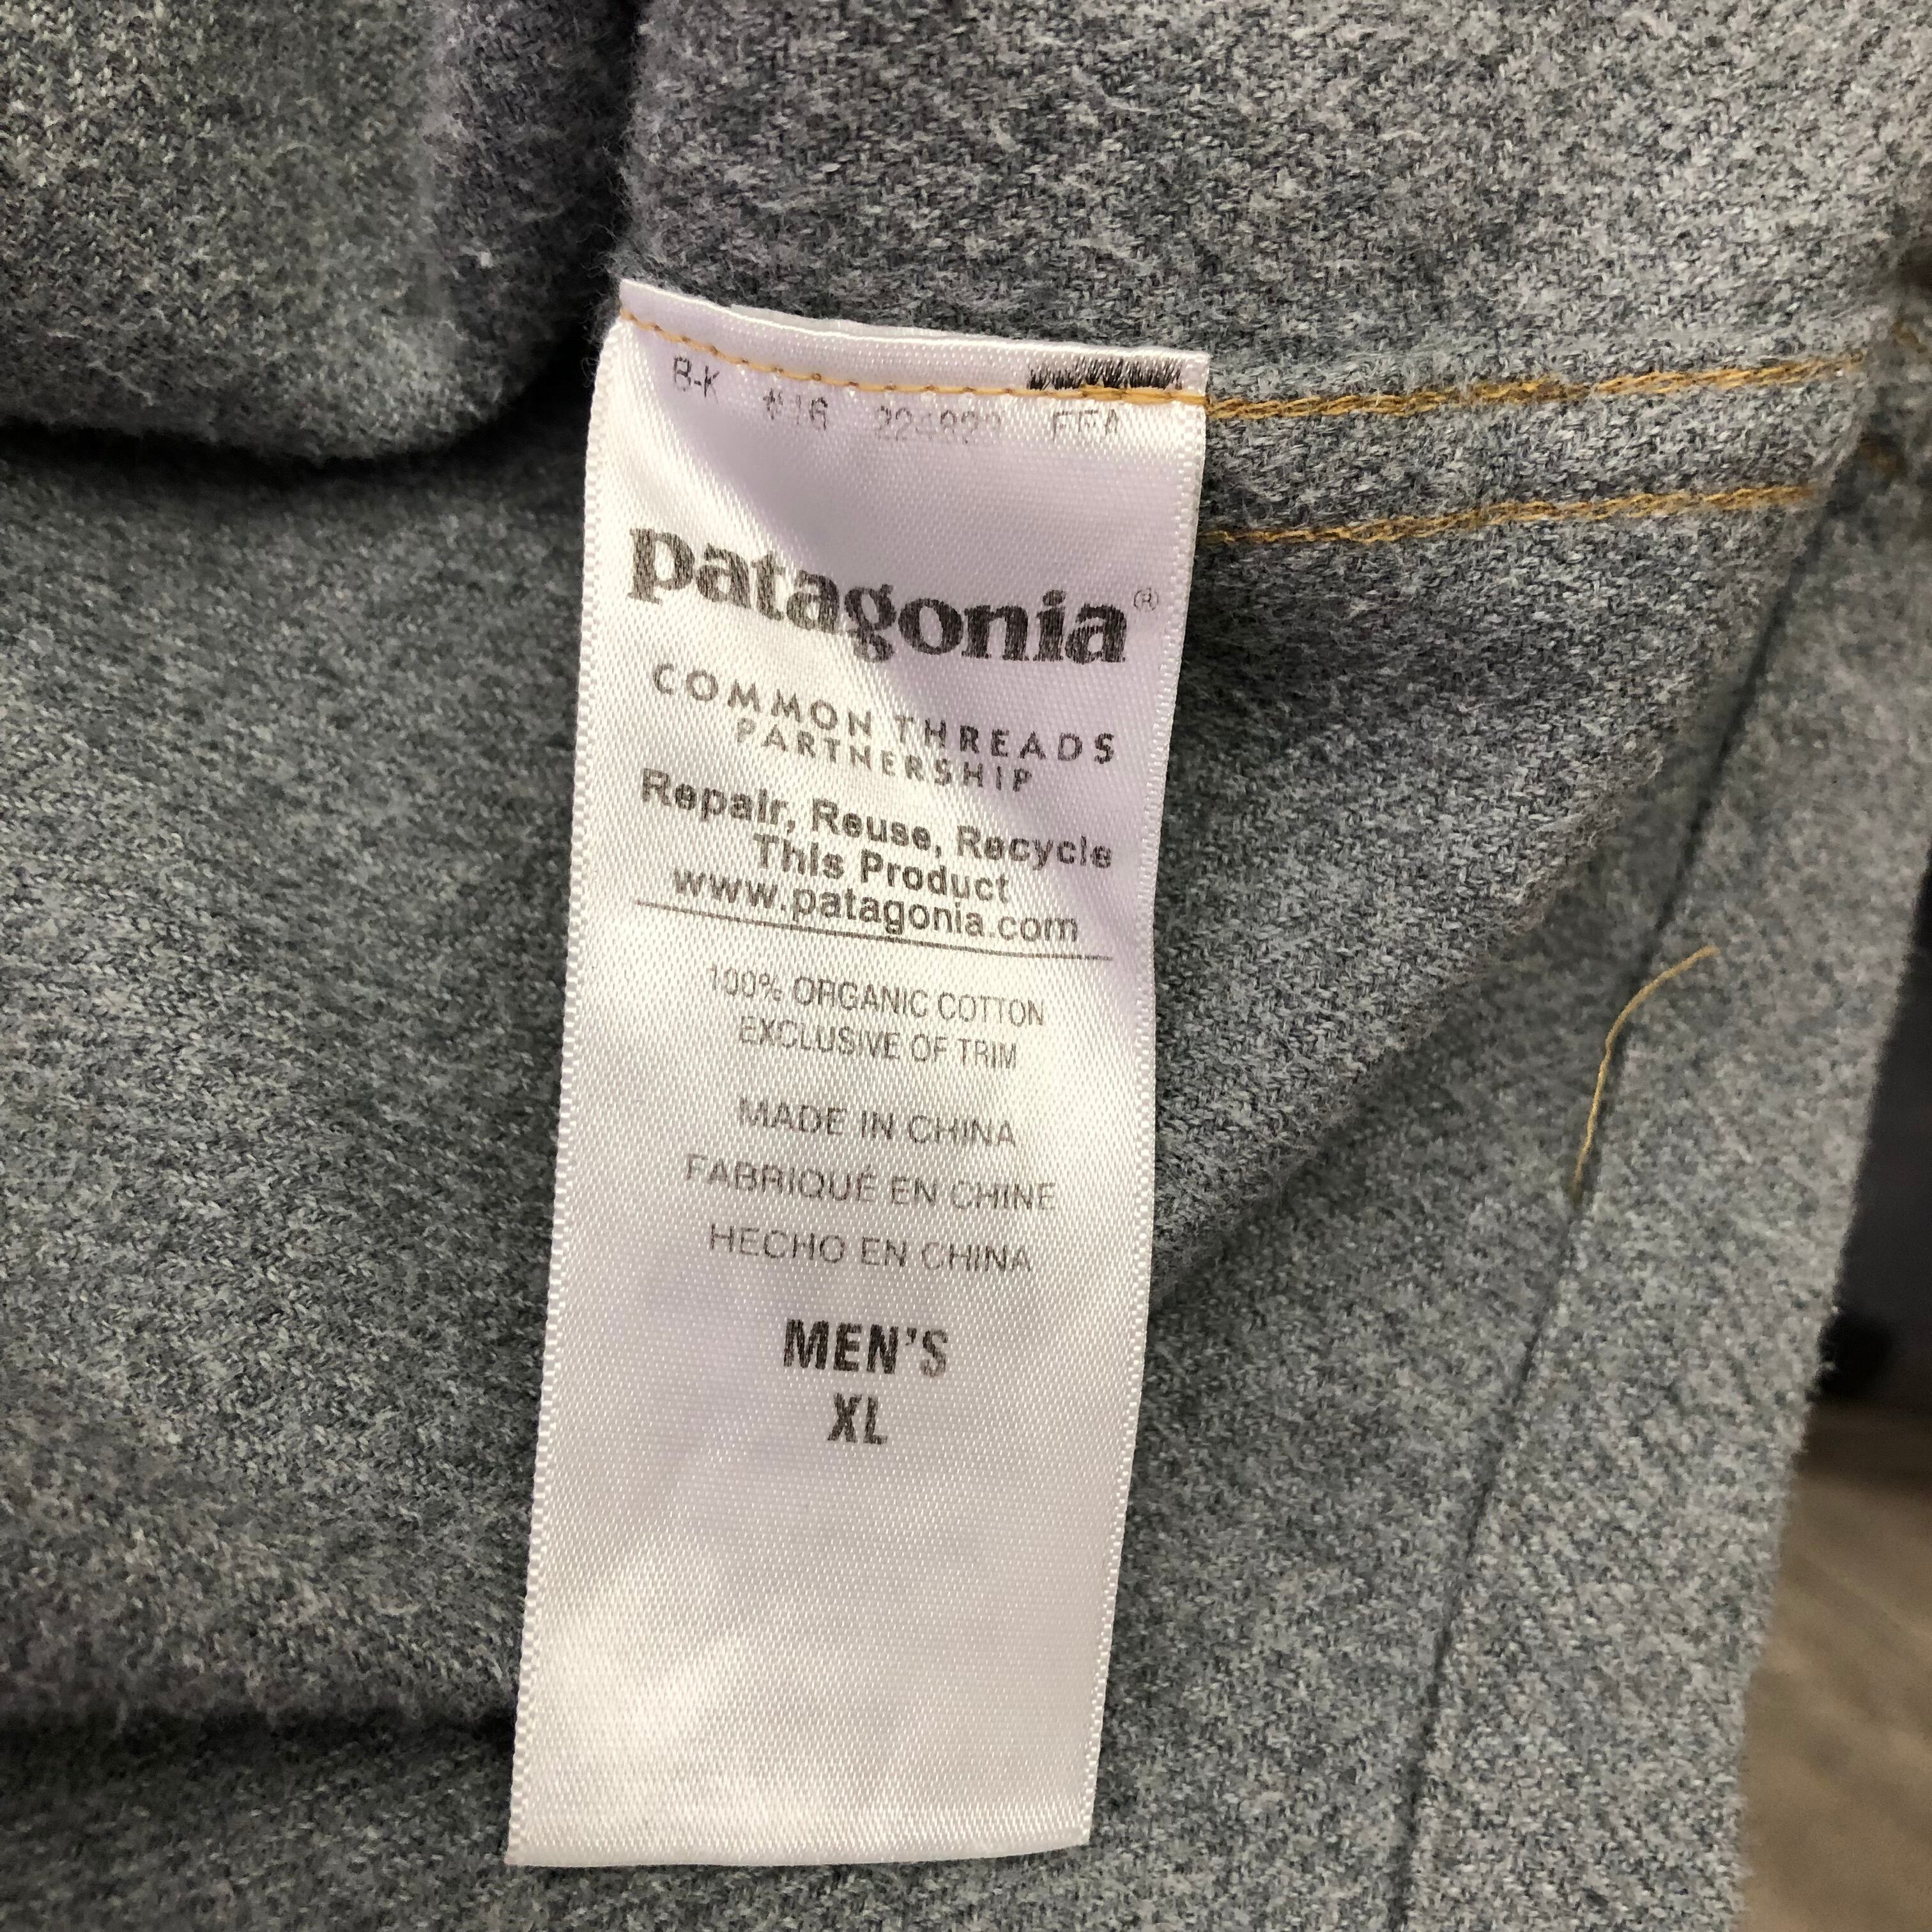 B-K #16
patagonia®
COMMON THREADS
PARTNERSHIP
Repair, Reuse, Recycle
This Product
www.patagonia.com
100% ORGANIC COTTON
EXCLUSIVE OF TRIM
MADE IN CHINA
FABRIQUÉ EN CHINE
HECHO EN CHINA
MEN'S
XL